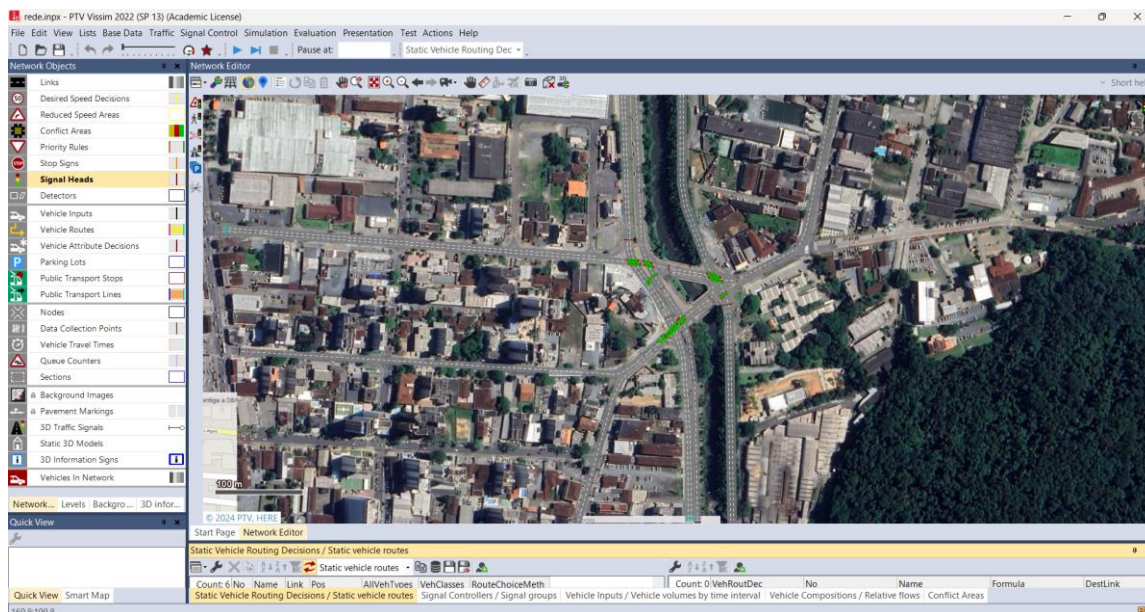 rede.inpx - PTV Vissim 2022 (SP 13) (Academic License)
File Edit View Lists Base Data Traffic Signal Control Simulation Evaluation Presentation Test Actions Help
Pause at: Static Vehicle Routing Dec
Network Objects
Network Editor
Short he
Links
Desired Speed Decisions
Reduced Speed Areas
Conflict Areas
Priority Rules
Stop Signs
Signal Heads
Detectors
Vehicle Inputs
Vehicle Routes
Vehicle Attribute Decisions
Parking Lots
Public Transport Stops
Public Transport Lines
Nodes
Data Collection Points
Vehicle Travel Times
Queue Counters
Sections
Background Images
Pavement Markings
3D Traffic Signals
Static 3D Models
3D Information Signs
Vehicles In Network
Network... Levels Backgro... 3D infor...
Quick View
Quick View Smart Map
100 m
© 2024 PTV, HERE
Start Page Network Editor
Static Vehicle Routing Decisions / Static vehicle routes
Static vehicle routes
Count: 6 No Name Link Pos AllVehTypes VehClasses RouteChoiceMeth
Count: 0 VehRoutDec No Name Formula DestLink
Static Vehicle Routing Decisions / Static vehicle routes Signal Controllers / Signal groups Vehicle Inputs / Vehicle volumes by time interval Vehicle Compositions / Relative flows Conflict Areas